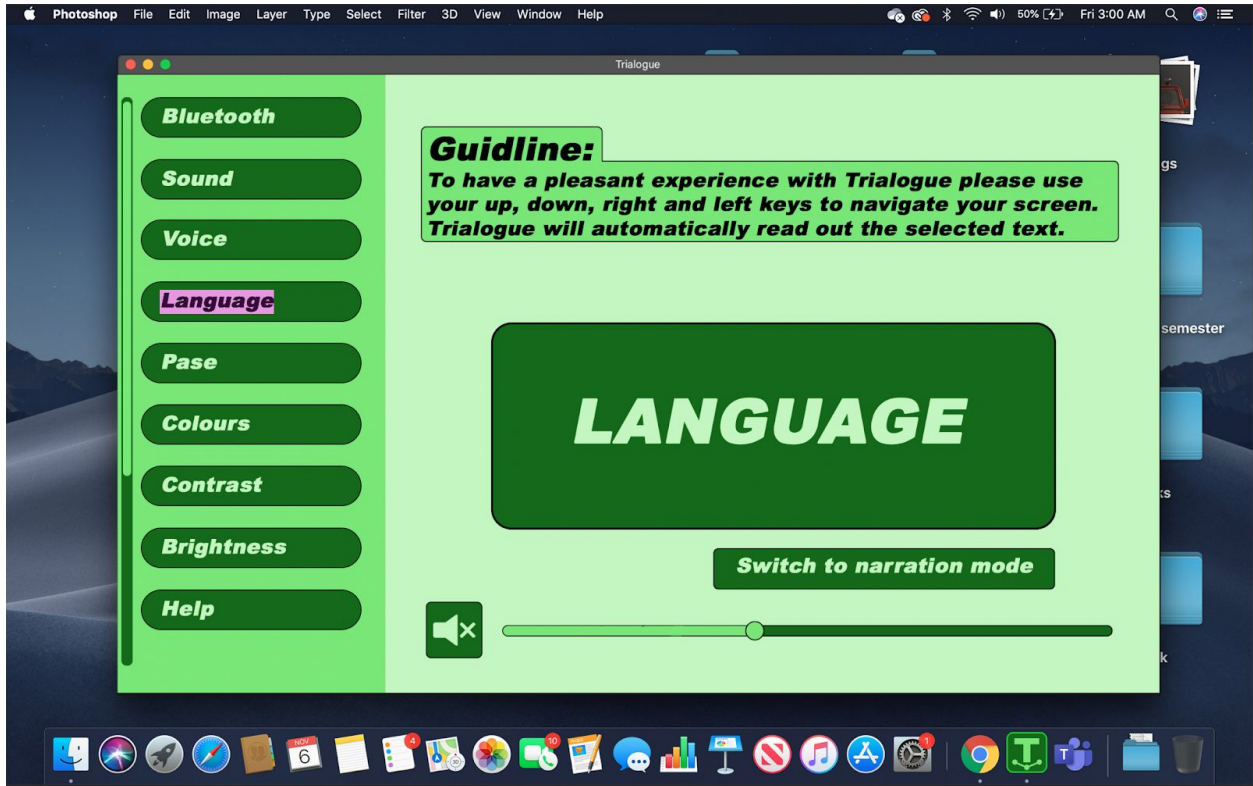 Photoshop File Edit Image Layer Type Select Filter 3D View Window Help 50% Fri 3:00 AM
Trialogue
Bluetooth
Sound
Voice
Language
Pase
Colours
Contrast
Brightness
Help
Guidline:
To have a pleasant experience with Trialogue please use
your up, down, right and left keys to navigate your screen.
Trialogue will automatically read out the selected text.
LANGUAGE
Switch to narration mode
gs
semester
ks
k
NOV
6
4
10
1
T